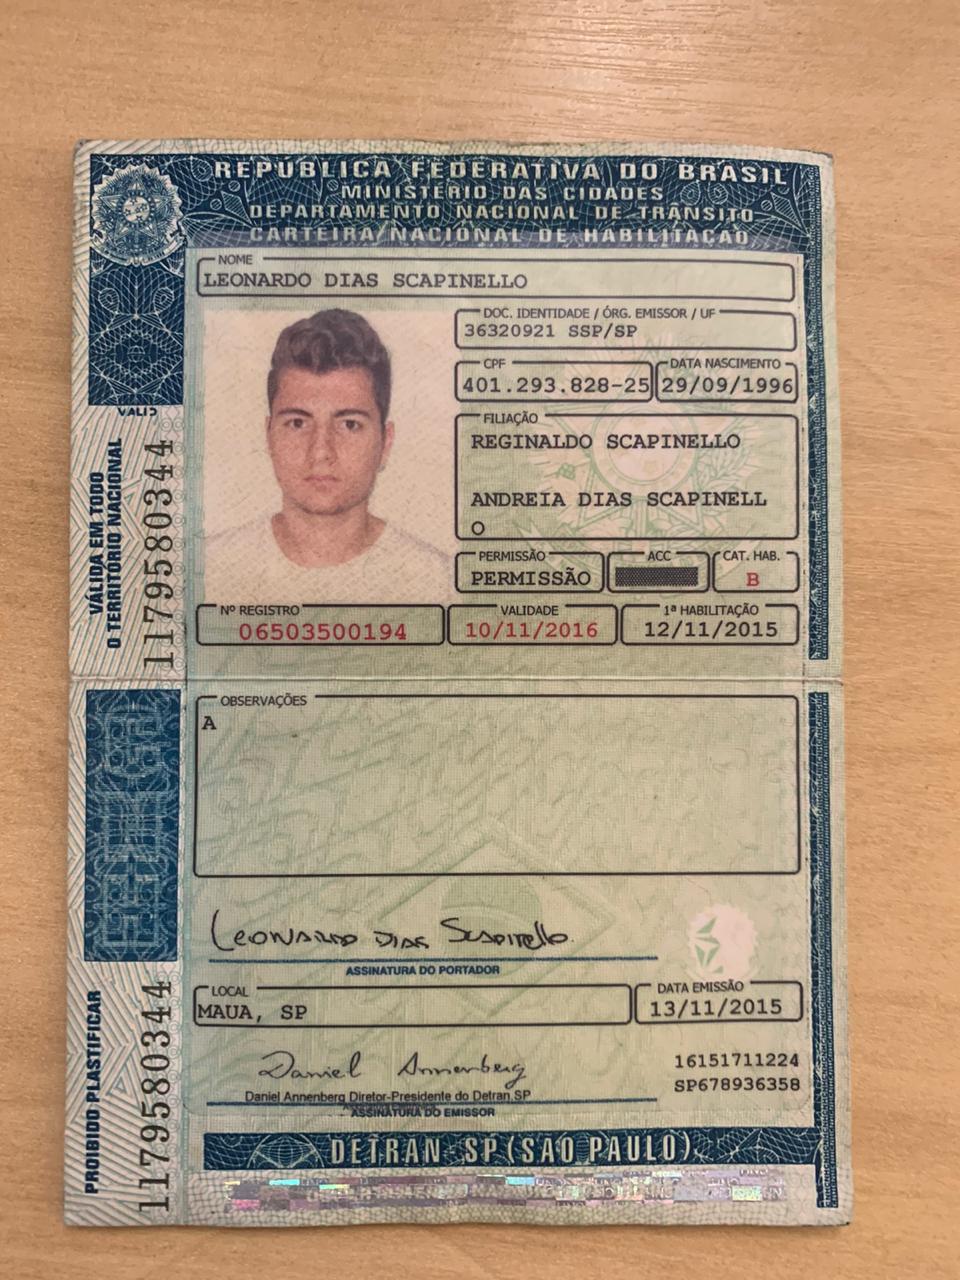 REPÚBLICA FEDERATIVA DO BRASIL
MINISTÉRIO DAS CIDADES
DEPARTAMENTO NACIONAL DE TRÂNSITO
CARTEIRA NACIONAL DE HABILITAÇÃO
NOME
LEONARDO DIAS SCAPINELLO
DOC. IDENTIDADE / ÓRG. EMISSOR / UF
36320921 SSP/SP
CPF
401.293.828-25
DATA NASCIMENTO
29/09/1996
FILIAÇÃO
REGINALDO SCAPINELLO
ANDREIA DIAS SCAPINELL
O
PERMISSÃO
PERMISSÃO
ACC
CAT. HAB.
B
Nº REGISTRO
06503500194
VALIDADE
10/11/2016
1ª HABILITAÇÃO
12/11/2015
VÁLIDA EM TODO
O TERRITÓRIO NACIONAL
1179580344
OBSERVAÇÕES
A
Leonardo Dias Scapinello
ASSINATURA DO PORTADOR
LOCAL
MAUA, SP
DATA EMISSÃO
13/11/2015
Daniel Annenberg
Daniel Annenberg Diretor-Presidente do Detran.SP
ASSINATURA DO EMISSOR
16151711224
SP678936358
PROIBIDO PLASTIFICAR
1179580344
DETRAN-SP (SAO PAULO)